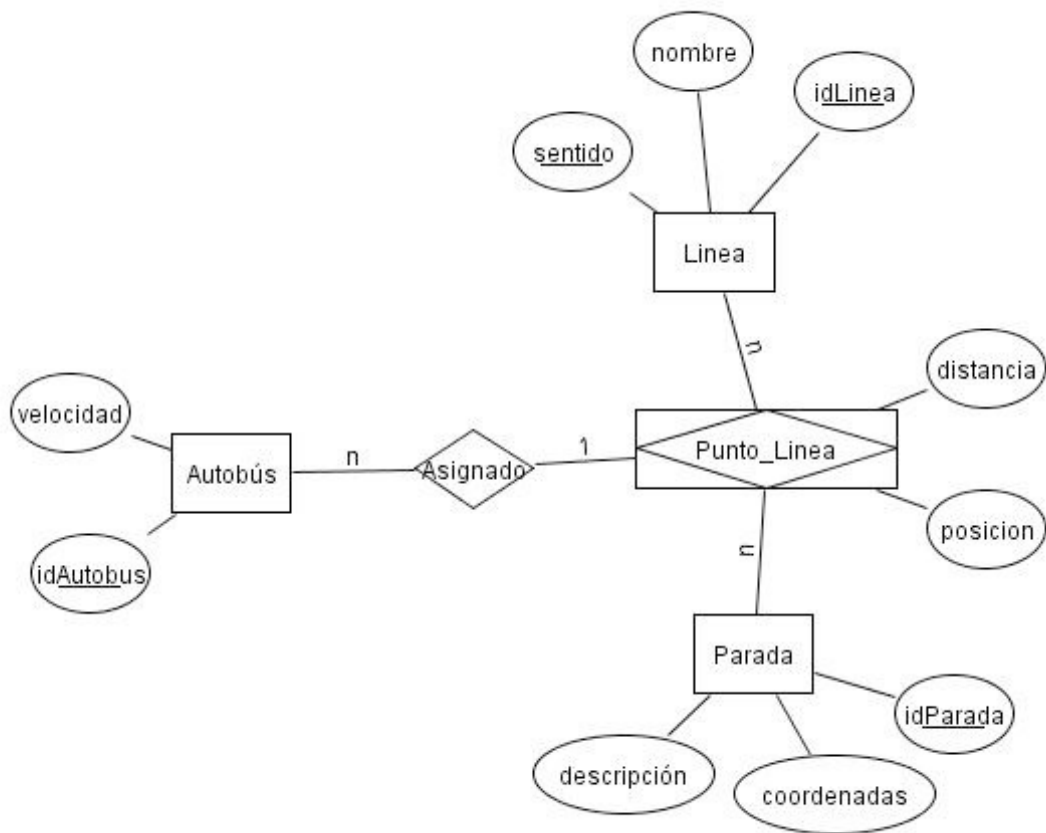 nombre
idLinea
sentido
Linea
n
distancia
velocidad
Autobús
n
Asignado
1
Punto_Linea
idAutobus
posicion
n
Parada
idParada
descripción
coordenadas